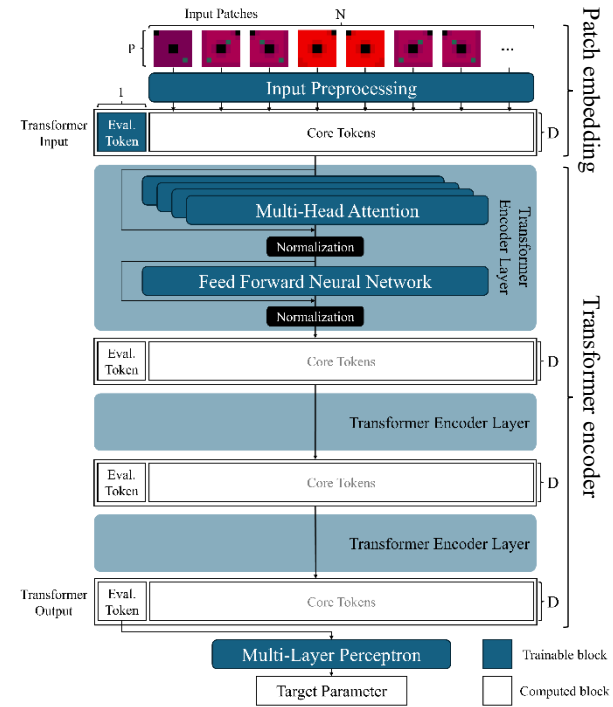 Input Patches
N
P
...
Input Preprocessing
1
Transformer
Input
Eval.
Token
Core Tokens
D
Patch embedding
Multi-Head Attention
Normalization
Feed Forward Neural Network
Normalization
Transformer
Encoder Layer
Eval.
Token
Core Tokens
D
Transformer Encoder Layer
Eval.
Token
Core Tokens
D
Transformer Encoder Layer
Transformer encoder
Transformer
Output
Eval.
Token
Core Tokens
D
Multi-Layer Perceptron
Target Parameter
Trainable block
Computed block